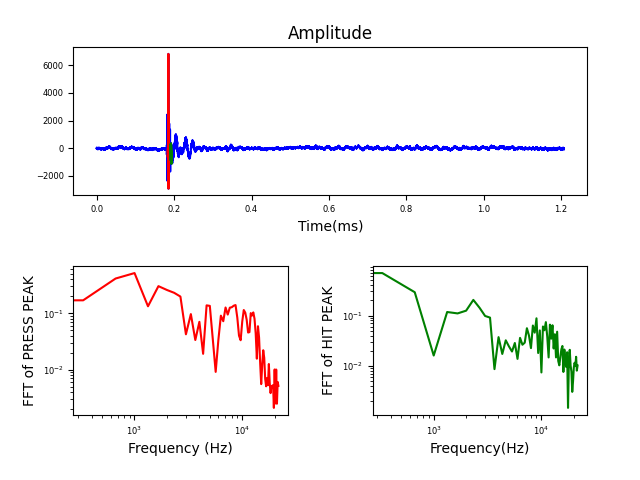 Amplitude
6000
4000
2000
0
−2000
0.0 0.2 0.4 0.6 0.8 1.0 1.2
Time(ms)
FFT of PRESS PEAK
10⁻¹
10⁻²
10³ 10⁴
Frequency (Hz)
FFT of HIT PEAK
10⁻¹
10⁻²
10³ 10⁴
Frequency(Hz)